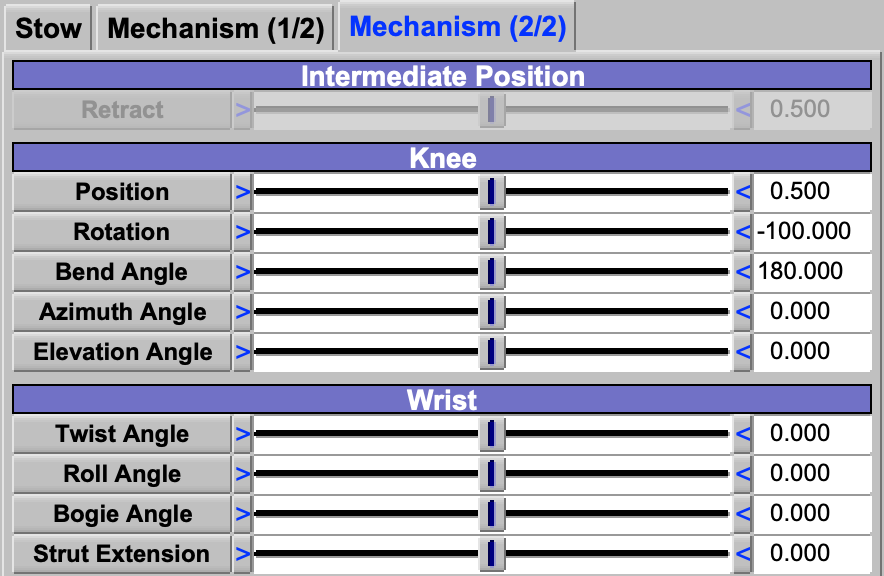 Stow Mechanism (1/2) Mechanism (2/2)
Intermediate Position
Retract > < 0.500
Knee
Position > < 0.500
Rotation > < -100.000
Bend Angle > < 180.000
Azimuth Angle > < 0.000
Elevation Angle > < 0.000
Wrist
Twist Angle > < 0.000
Roll Angle > < 0.000
Bogie Angle > < 0.000
Strut Extension > < 0.000